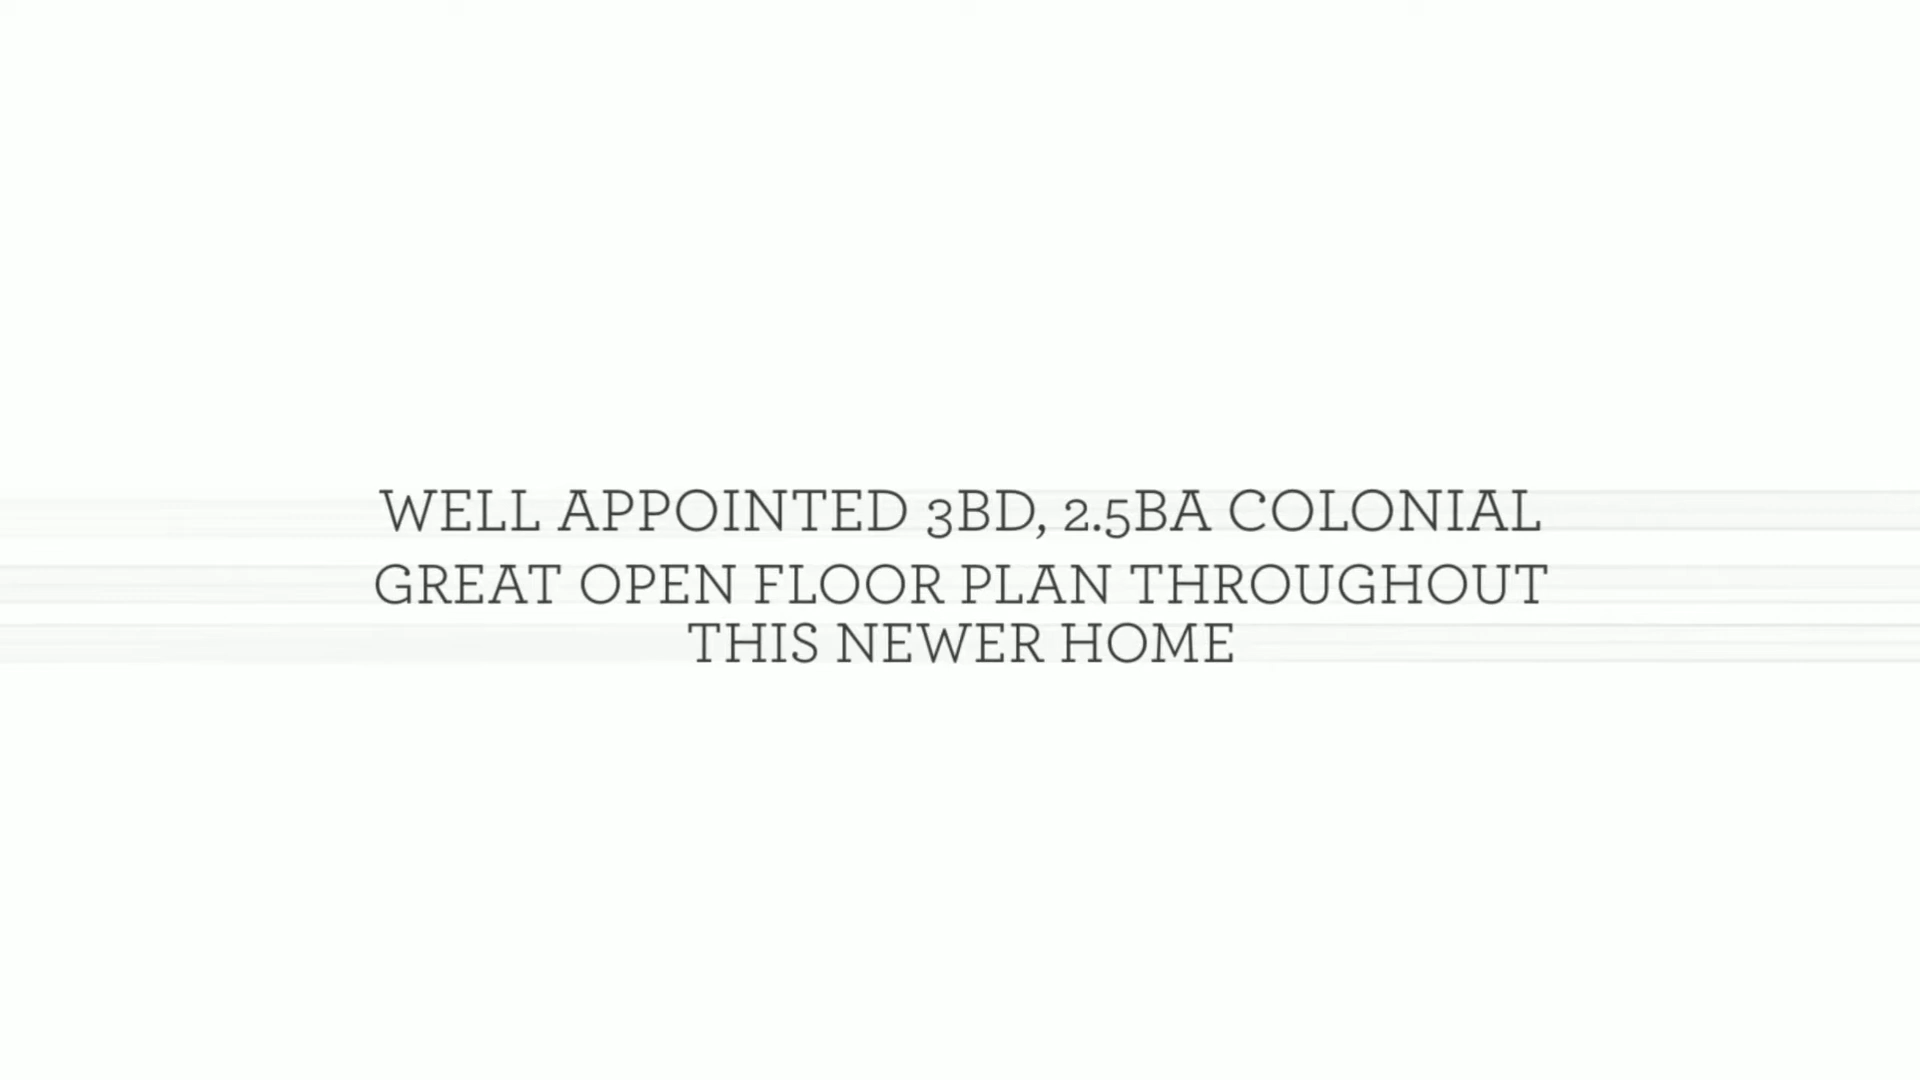 WELL APPOINTED 3BD, 2.5BA COLONIAL
GREAT OPEN FLOOR PLAN THROUGHOUT
THIS NEWER HOME